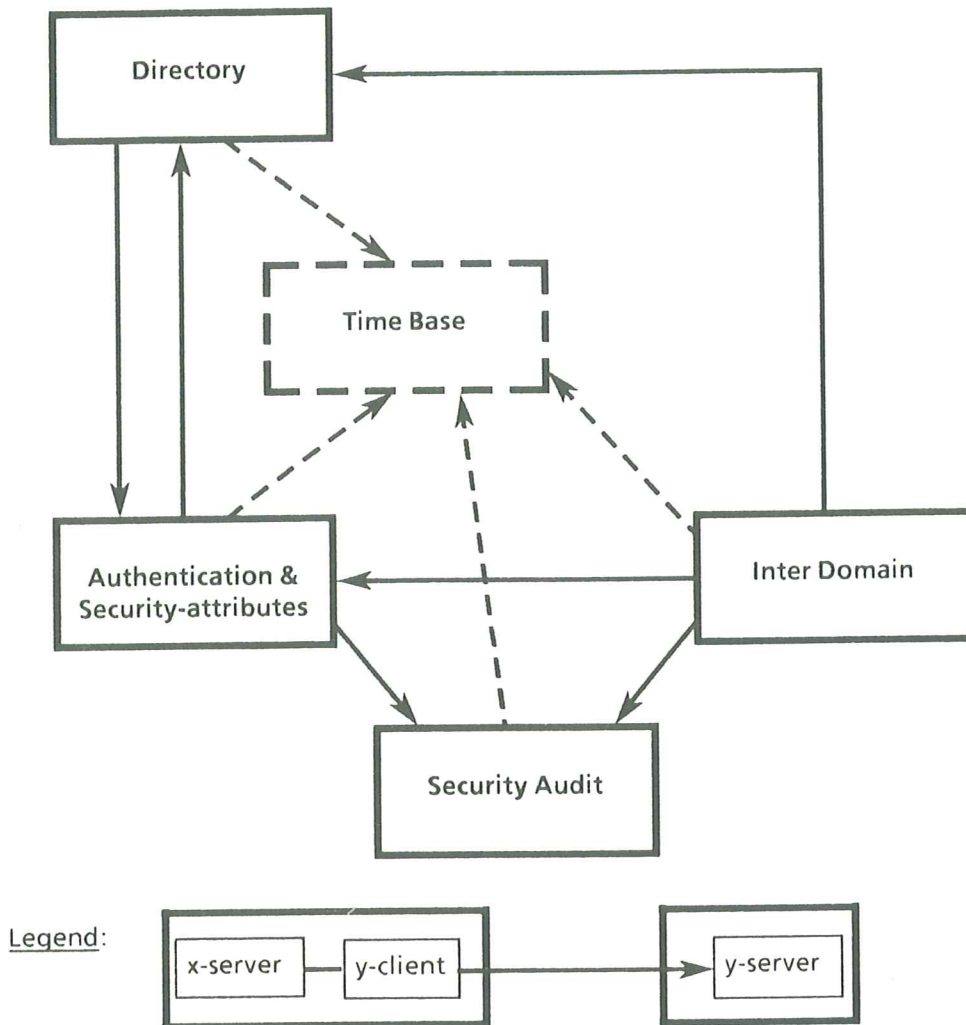 Directory
Time Base
Authentication &
Security-attributes
Inter Domain
Security Audit
Legend:
x-server
y-client
y-server